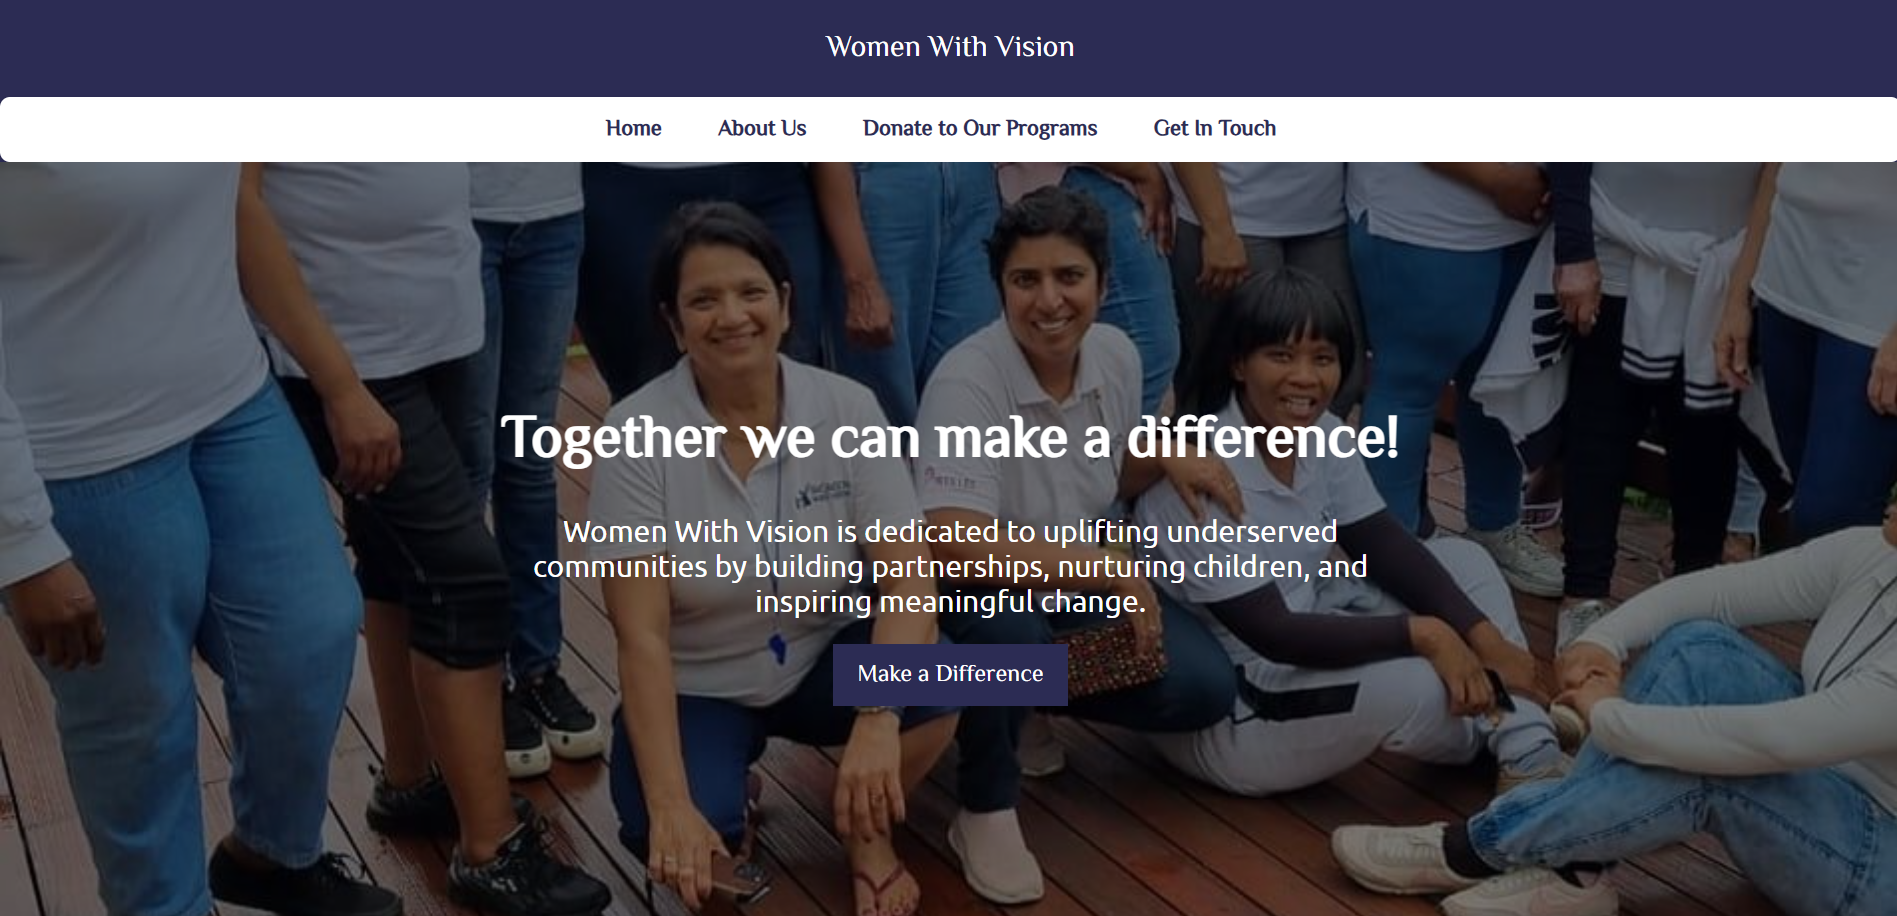 Women With Vision
Home About Us Donate to Our Programs Get In Touch
Together we can make a difference!
Women With Vision is dedicated to uplifting underserved
communities by building partnerships, nurturing children, and
inspiring meaningful change.
Make a Difference